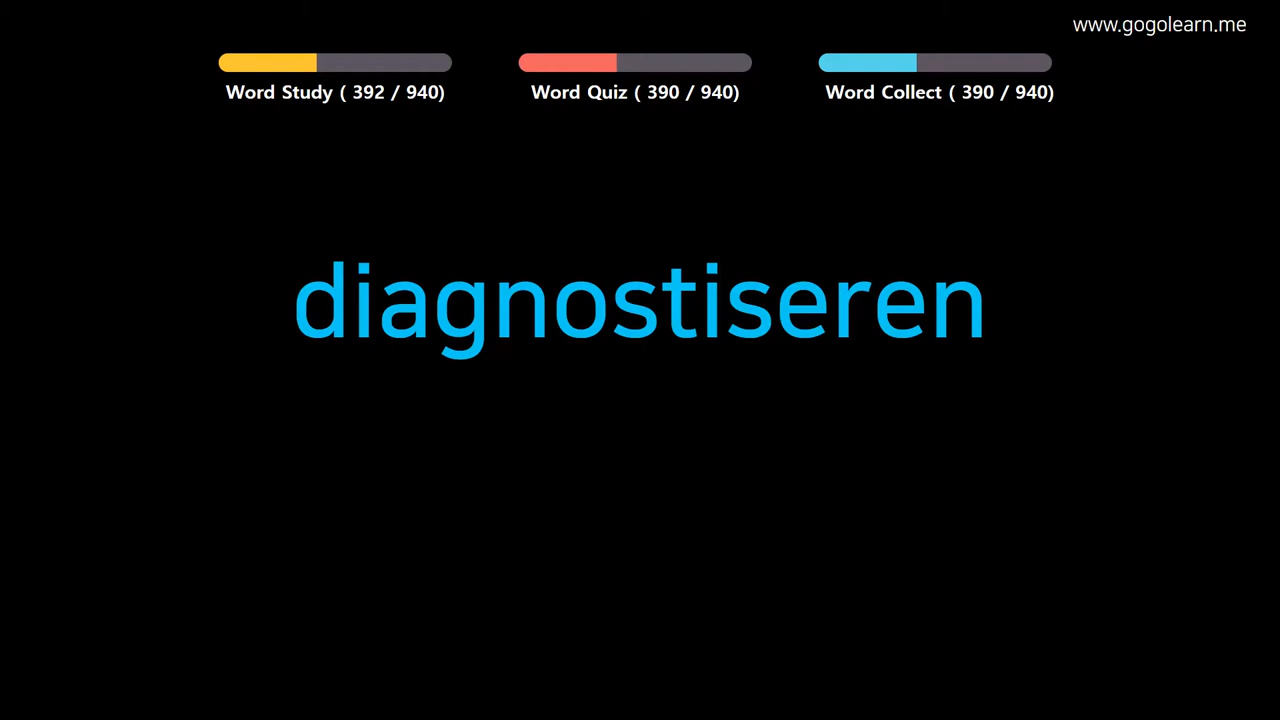 www.gogolearn.me
Word Study ( 392 / 940)
Word Quiz ( 390 / 940)
Word Collect ( 390 / 940)
diagnostiseren